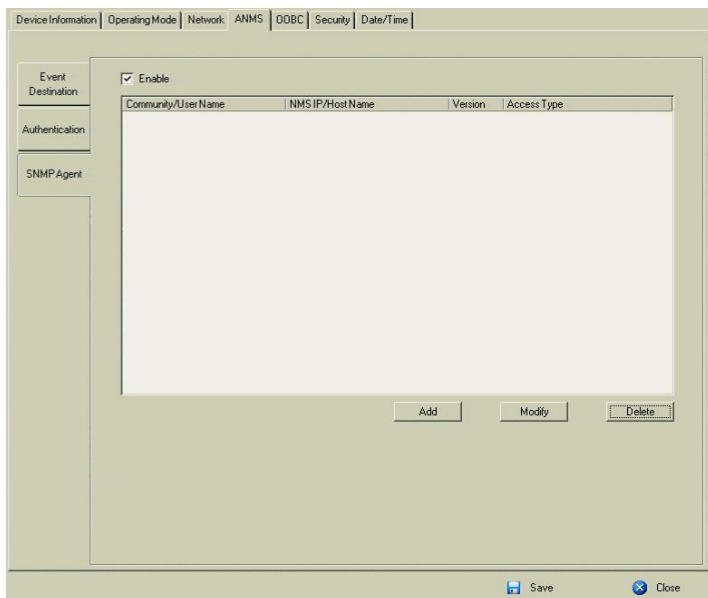 Device Information Operating Mode Network ANMS OOBC Security Date/Time
Event
Destination
Authentication
SNMP Agent
Enable
Community/User Name NMS IP/Host Name Version Access Type
Add Modify Delete
Save Close